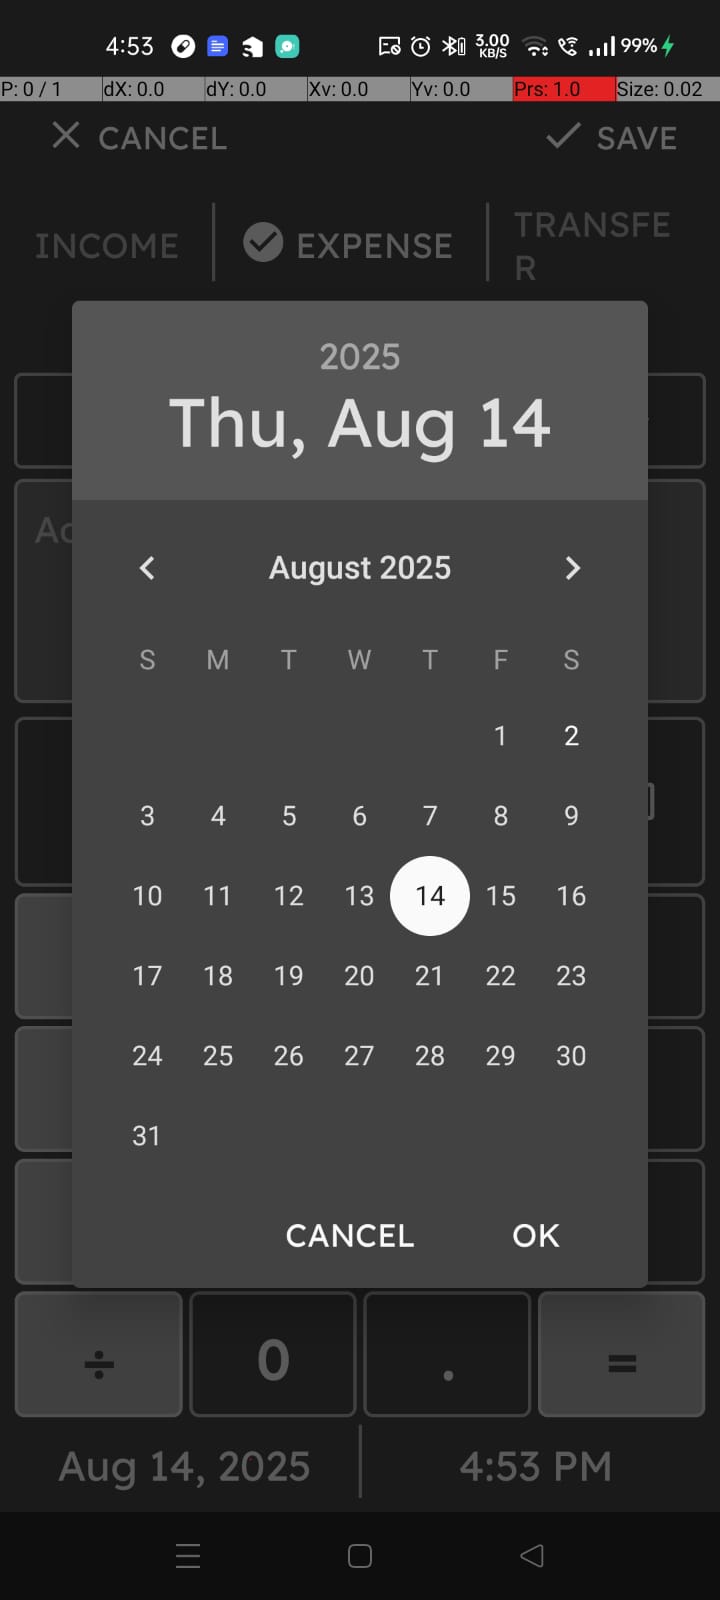 4:53 3.00 KB/S 99%
P: 0 / 1 dX: 0.0 dY: 0.0 Xv: 0.0 Yv: 0.0 Prs: 1.0 Size: 0.02
CANCEL SAVE
INCOME EXPENSE TRANSFE
R
2025
Thu, Aug 14
Ac
August 2025
S M T W T F S
1 2
3 4 5 6 7 8 9
10 11 12 13 14 15 16
17 18 19 20 21 22 23
24 25 26 27 28 29 30
31
CANCEL OK
÷ 0 . =
Aug 14, 2025 4:53 PM